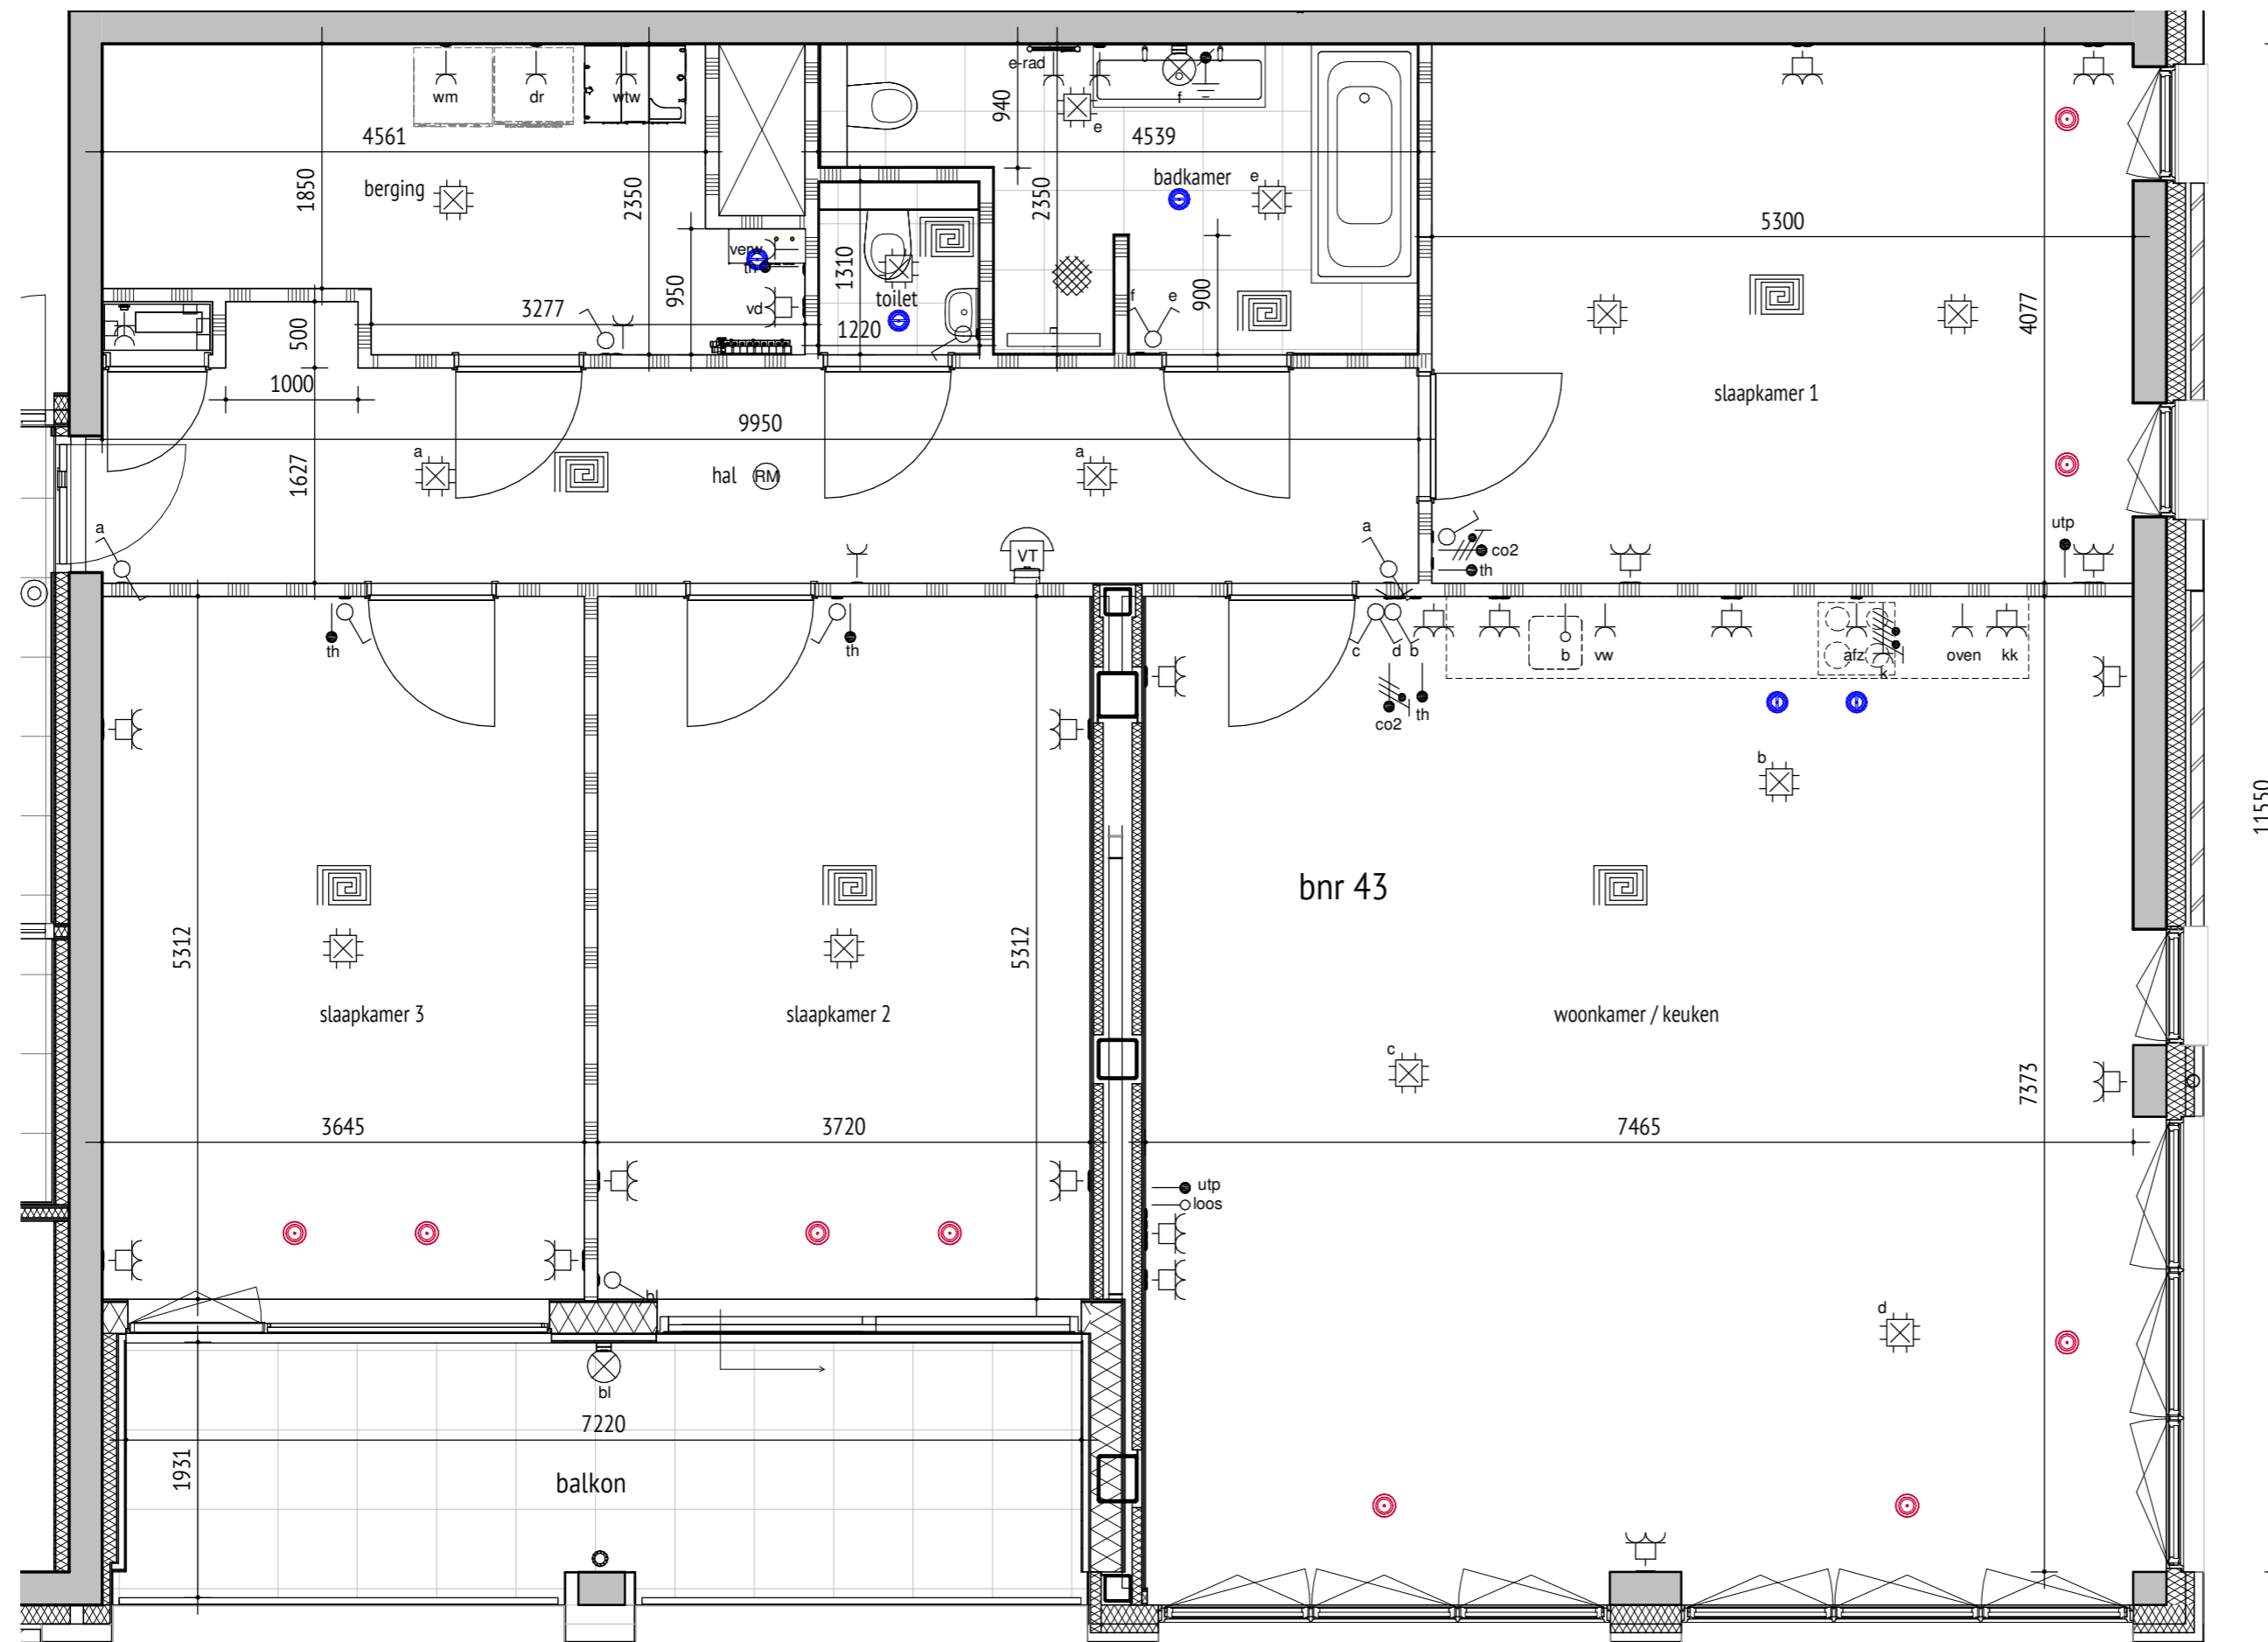 wm
dr
wtw
e-rad
f
e
4561
940
4539
berging
1850
2350
2350
badkamer
e
5300
verw
th
950
1310
toilet
vd
900
f
e
3277
500
1220
4077
1000
slaapkamer 1
9950
a
a
1627
hal
RM
a
VT
a
utp
co2
th
th
th
c
d
b
b
vw
afz
k
oven
kk
co2
th
b
11550
bnr 43
5312
5312
slaapkamer 3
slaapkamer 2
woonkamer / keuken
c
7373
3645
3720
7465
utp
loos
bl
d
bl
7220
1931
balkon